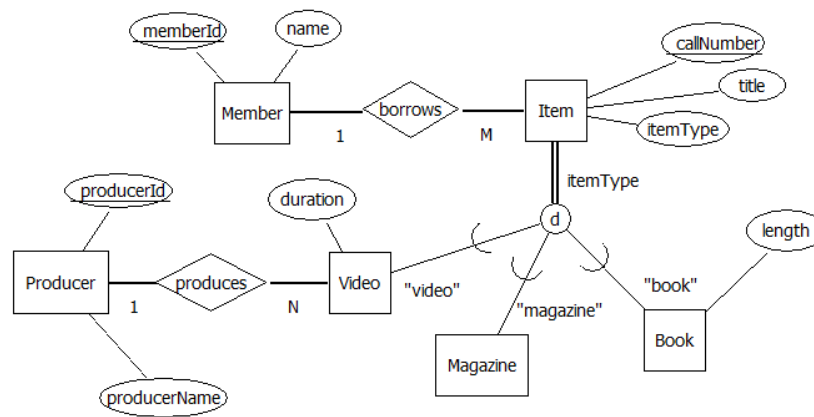 memberId
name
callNumber
title
itemType
Member
borrows
Item
1
M
itemType
producerId
duration
d
length
Producer
produces
Video
"video"
"magazine"
"book"
1
N
Magazine
Book
producerName